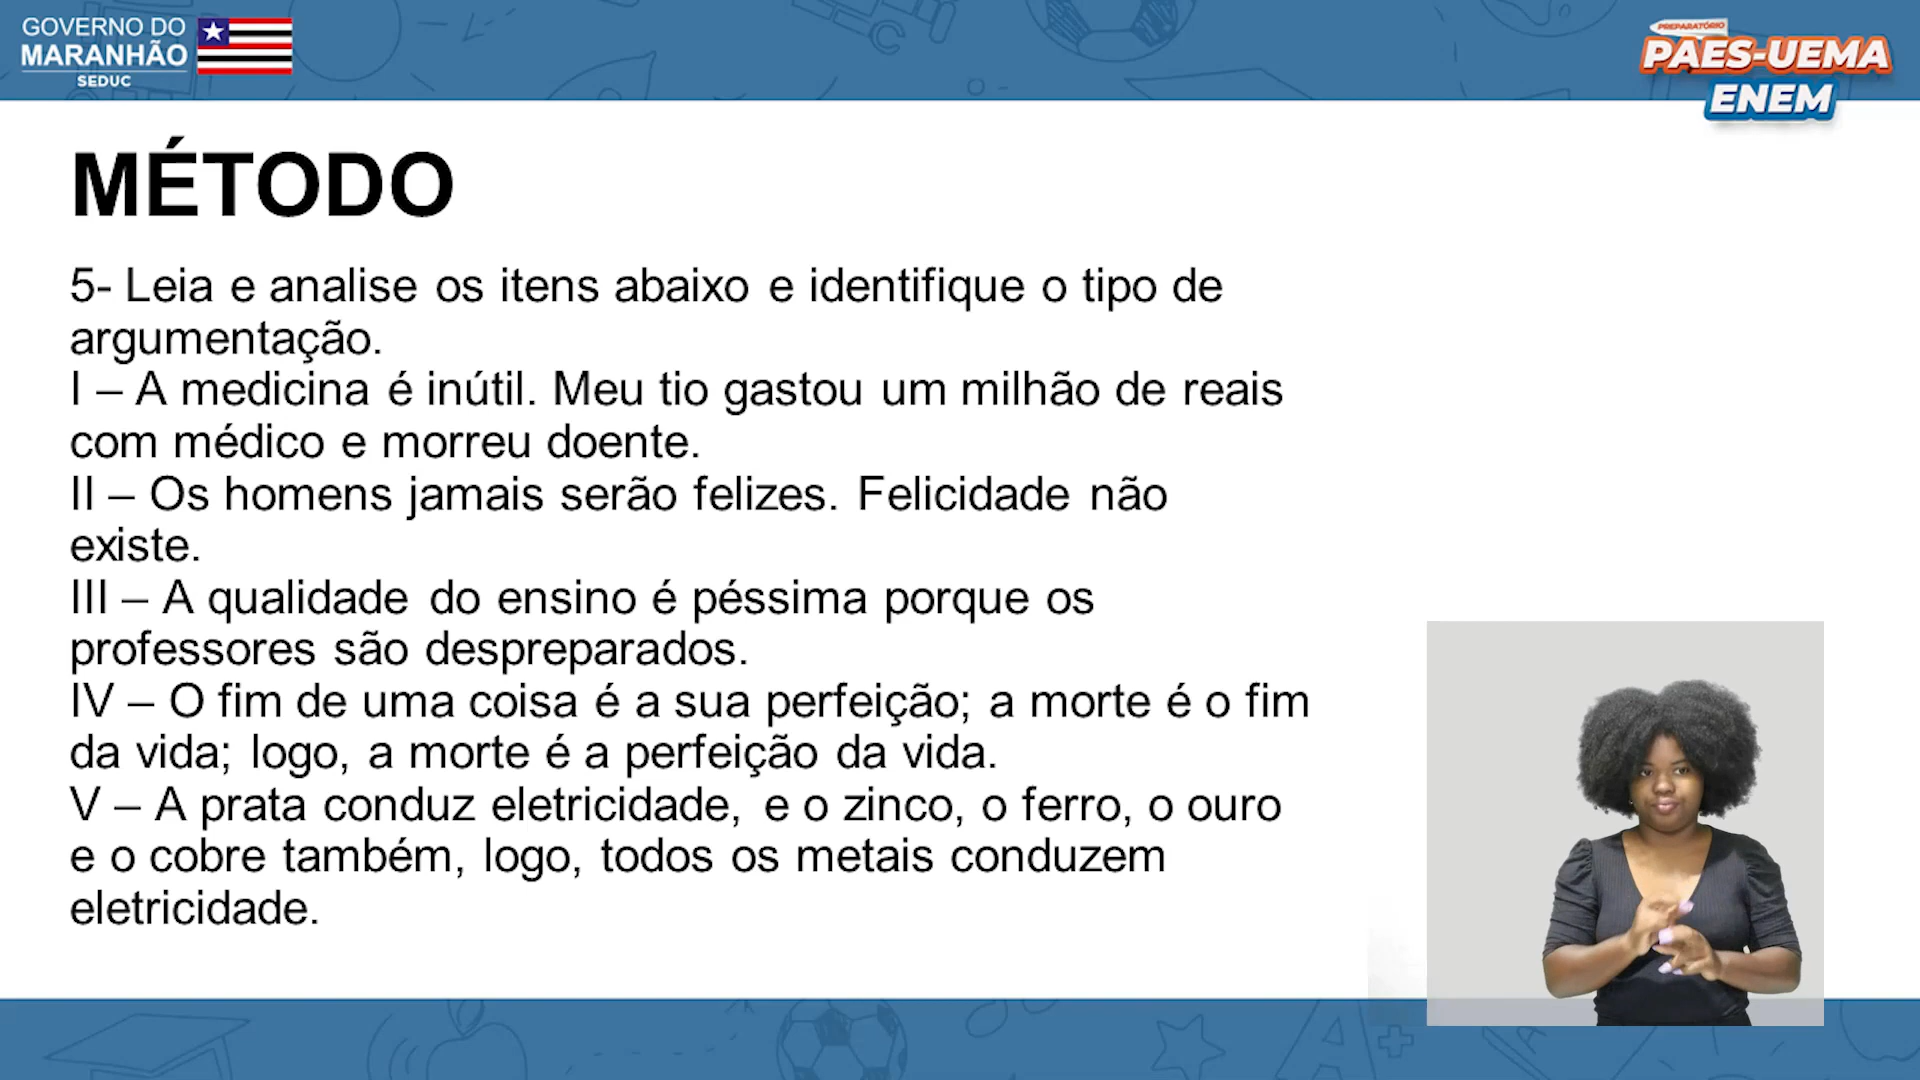 GOVERNO DO
MARANHÃO
SEDUC
PREPARATÓRIO
PAES-UEMA
ENEM
MÉTODO
5- Leia e analise os itens abaixo e identifique o tipo de
argumentação.
I – A medicina é inútil. Meu tio gastou um milhão de reais
com médico e morreu doente.
II – Os homens jamais serão felizes. Felicidade não
existe.
III – A qualidade do ensino é péssima porque os
professores são despreparados.
IV – O fim de uma coisa é a sua perfeição; a morte é o fim
da vida; logo, a morte é a perfeição da vida.
V – A prata conduz eletricidade, e o zinco, o ferro, o ouro
e o cobre também, logo, todos os metais conduzem
eletricidade.